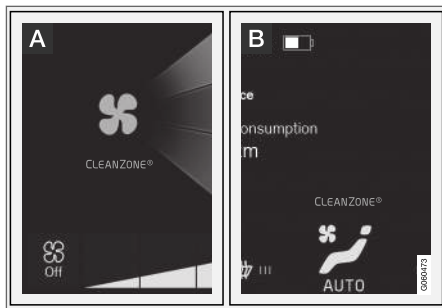 A
CLEANZONE®
Off
B
ce
onsumption
m
CLEANZONE®
AUTO
G060473